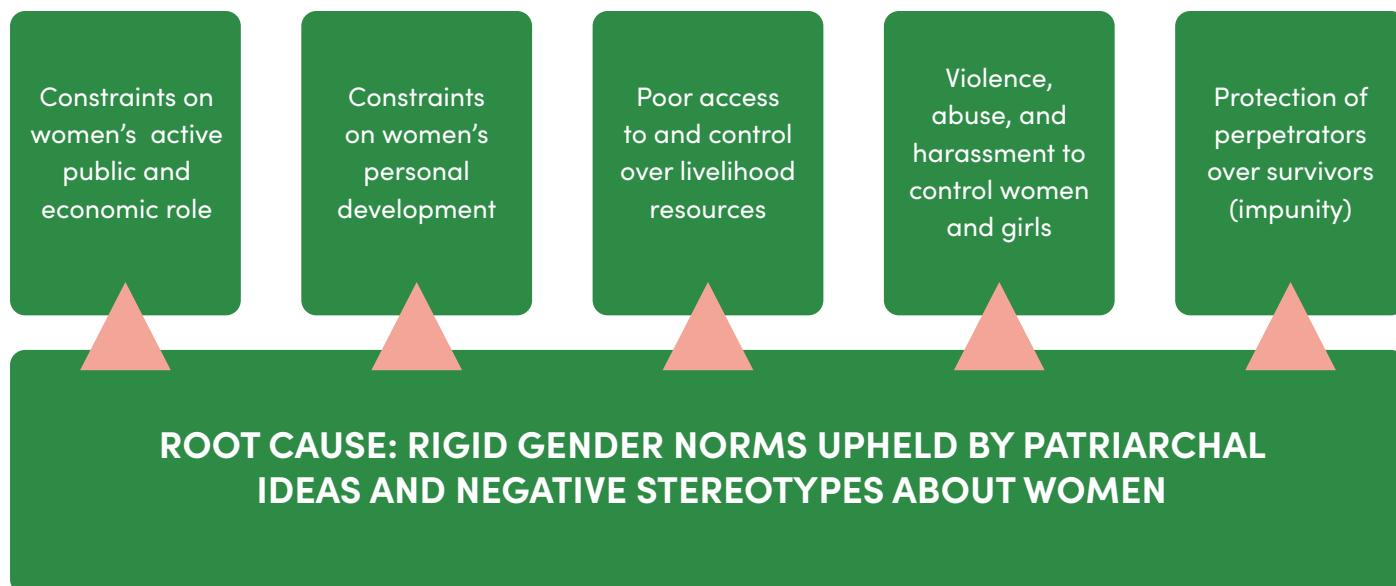 Constraints on
women’s  active
public and
economic role
Constraints
on women’s
personal
development
Poor access
to and control
over livelihood
resources
Violence,
abuse, and
harassment to
control women
and girls
Protection of
perpetrators
over survivors
(impunity)
ROOT CAUSE: RIGID GENDER NORMS UPHELD BY PATRIARCHAL
IDEAS AND NEGATIVE STEREOTYPES ABOUT WOMEN